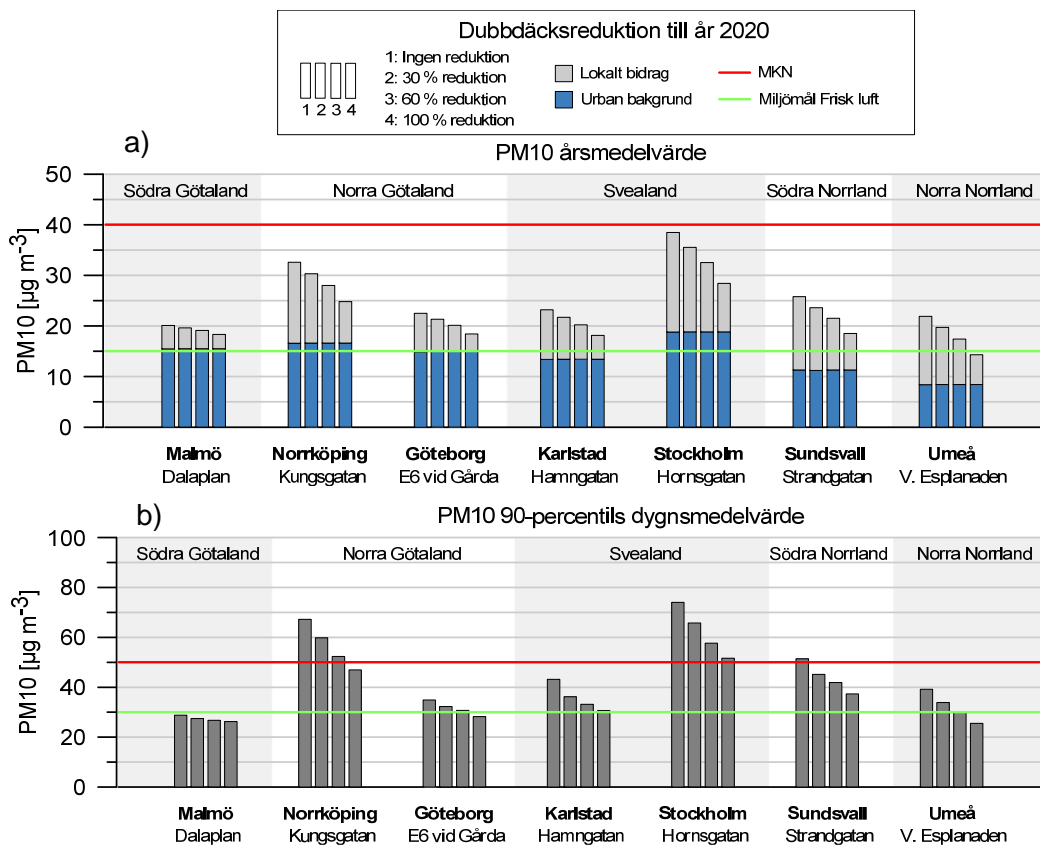 Dubbdäcksreduktion till år 2020
1: Ingen reduktion
2: 30 % reduktion
3: 60 % reduktion
4: 100 % reduktion
1 2 3 4
Lokalt bidrag
Urban bakgrund
MKN
Miljömål Frisk luft
a)
PM10 årsmedelvärde
Södra Götaland Norra Götaland Svealand Södra Norrland Norra Norrland
PM10 [µg m-3]
50
40
30
20
10
0
Malmö Norrköping Göteborg Karlstad Stockholm Sundsvall Umeå
Dalaplan Kungsgatan E6 vid Gårda Hamngatan Hornsgatan Strandgatan V. Esplanaden
b)
PM10 90-percentils dygnsmedelvärde
Södra Götaland Norra Götaland Svealand Södra Norrland Norra Norrland
PM10 [µg m-3]
100
80
60
40
20
0
Malmö Norrköping Göteborg Karlstad Stockholm Sundsvall Umeå
Dalaplan Kungsgatan E6 vid Gårda Hamngatan Hornsgatan Strandgatan V. Esplanaden